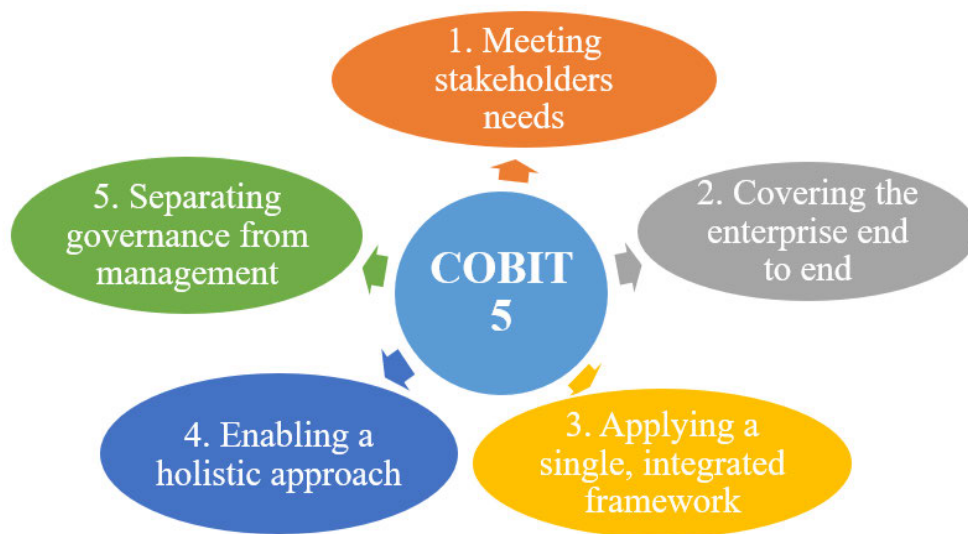 1. Meeting
stakeholders
needs
5. Separating
governance from
management
2. Covering the
enterprise end
to end
COBIT
5
4. Enabling a
holistic approach
3. Applying a
single, integrated
framework